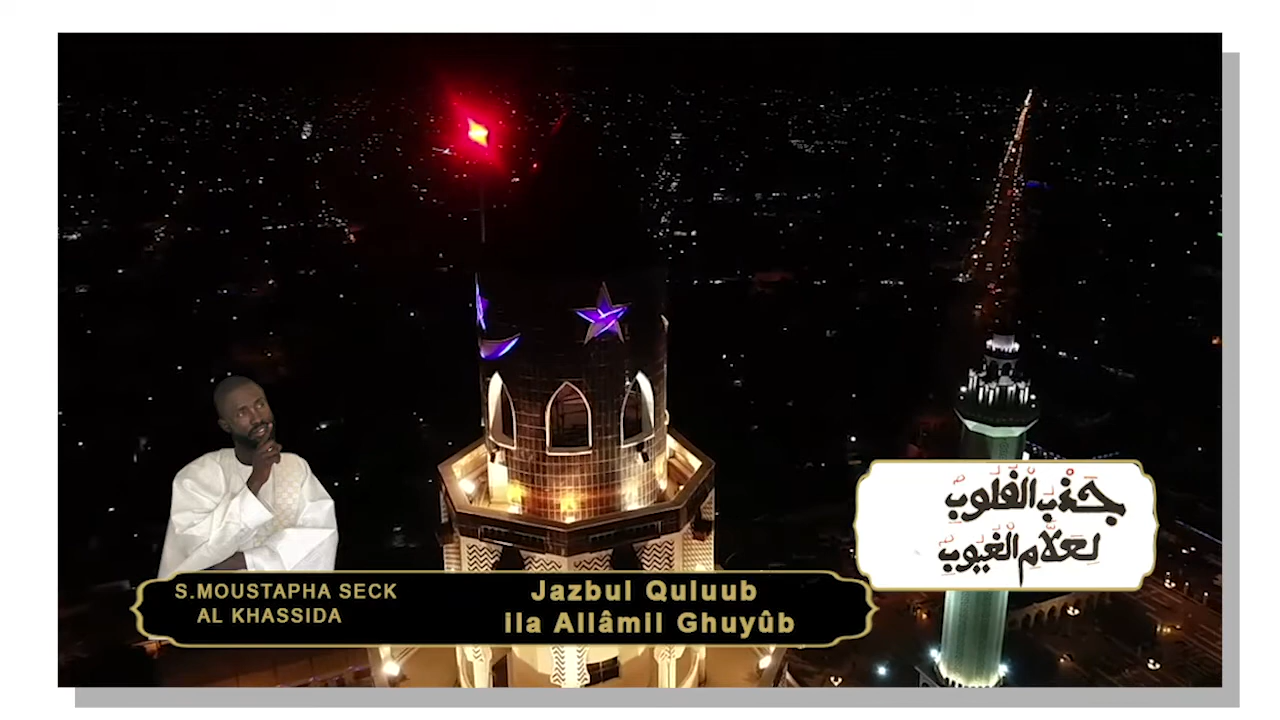 جَذْبُ الْقُلُوبِ
لِعَلَّامِ الْغُيُوبِ
S.MOUSTAPHA SECK
AL KHASSIDA
Jazbul Quluub
ila Allâmil Ghuyûb